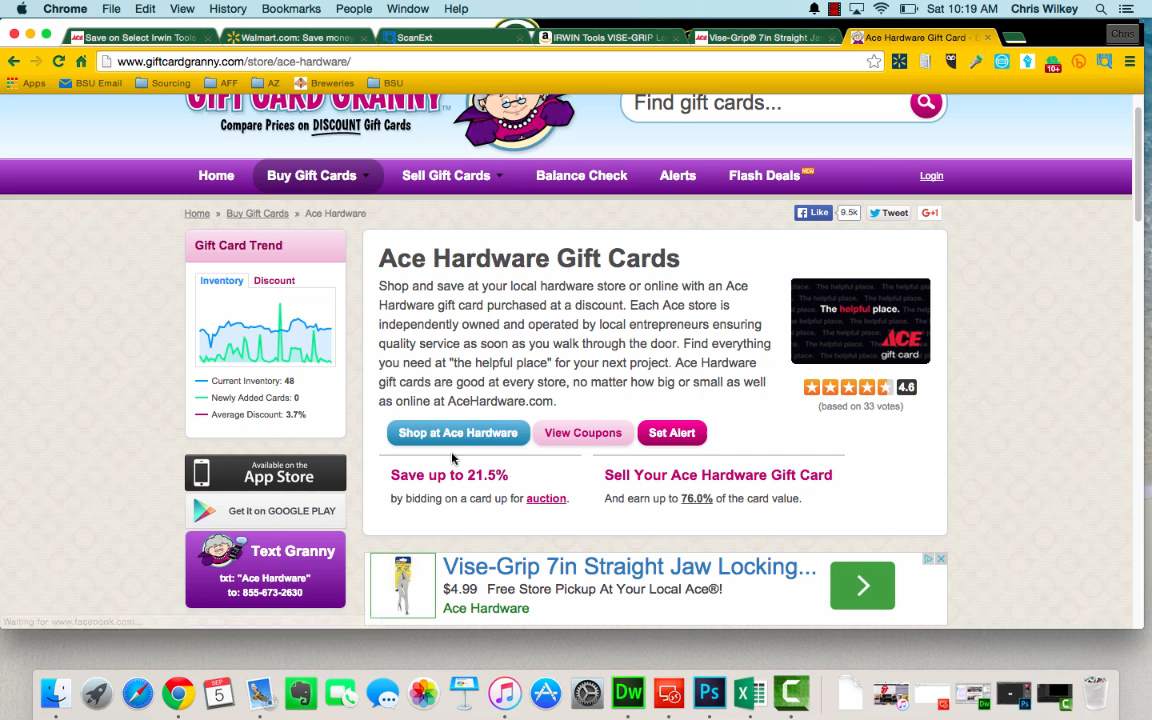 Chrome File Edit View History Bookmarks People Window Help Sat 10:19 AM Chris Wilkey
Save on Select Irwin Tools Walmart.com: Save money ScanExt IRWIN Tools VISE-GRIP Lo Vise-Grip® 7in Straight Jaw Ace Hardware Gift Card - Chris
www.giftcardgranny.com/store/ace-hardware/
Apps BSU Email Sourcing AFF AZ Breweries BSU 10+
GIFT CARD GRANNY™
Compare Prices on DISCOUNT Gift Cards
Find gift cards...
Home Buy Gift Cards Sell Gift Cards Balance Check Alerts Flash Deals NEW Login
Home » Buy Gift Cards » Ace Hardware
Like 9.5k Tweet G+1
Gift Card Trend
Inventory Discount
Current Inventory: 48
Newly Added Cards: 0
Average Discount: 3.7%
Available on the
App Store
Get it on GOOGLE PLAY
Text Granny
txt: "Ace Hardware"
to: 855-673-2630
Ace Hardware Gift Cards
Shop and save at your local hardware store or online with an Ace
Hardware gift card purchased at a discount. Each Ace store is
independently owned and operated by local entrepreneurs ensuring
quality service as soon as you walk through the door. Find everything
you need at "the helpful place" for your next project. Ace Hardware
gift cards are good at every store, no matter how big or small as well
as online at AceHardware.com.
The helpful place.
ACE
gift card
4.6
(based on 33 votes)
Shop at Ace Hardware View Coupons Set Alert
Save up to 21.5%
by bidding on a card up for auction.
Sell Your Ace Hardware Gift Card
And earn up to 76.0% of the card value.
Vise-Grip 7in Straight Jaw Locking...
$4.99 Free Store Pickup At Your Local Ace®!
Ace Hardware
Waiting for www.facebook.com...
SEP
5
Dw
Ps